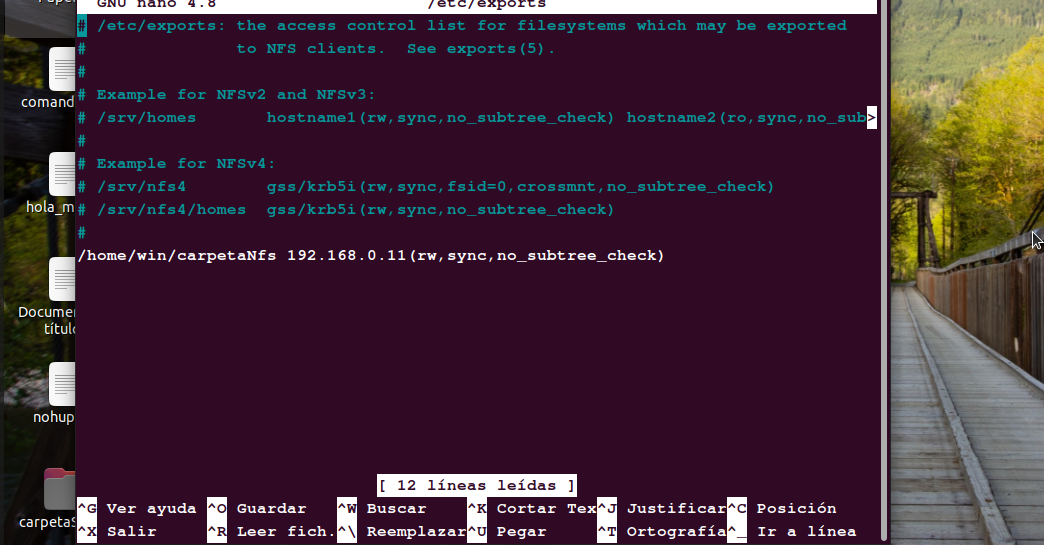 GNU nano 4.8 /etc/exports
# /etc/exports: the access control list for filesystems which may be exported
# to NFS clients. See exports(5).
#
# Example for NFSv2 and NFSv3:
# /srv/homes hostname1(rw,sync,no_subtree_check) hostname2(ro,sync,no_sub>
#
# Example for NFSv4:
# /srv/nfs4 gss/krb5i(rw,sync,fsid=0,crossmnt,no_subtree_check)
# /srv/nfs4/homes gss/krb5i(rw,sync,no_subtree_check)
#
/home/win/carpetaNfs 192.168.0.11(rw,sync,no_subtree_check)
comand
hola_m
Documen
título
nohup
carpetaS
[ 12 líneas leídas ]
^G Ver ayuda ^O Guardar ^W Buscar ^K Cortar Tex ^J Justificar ^C Posición
^X Salir ^R Leer fich. ^\ Reemplazar ^U Pegar ^T Ortografía ^_ Ir a línea